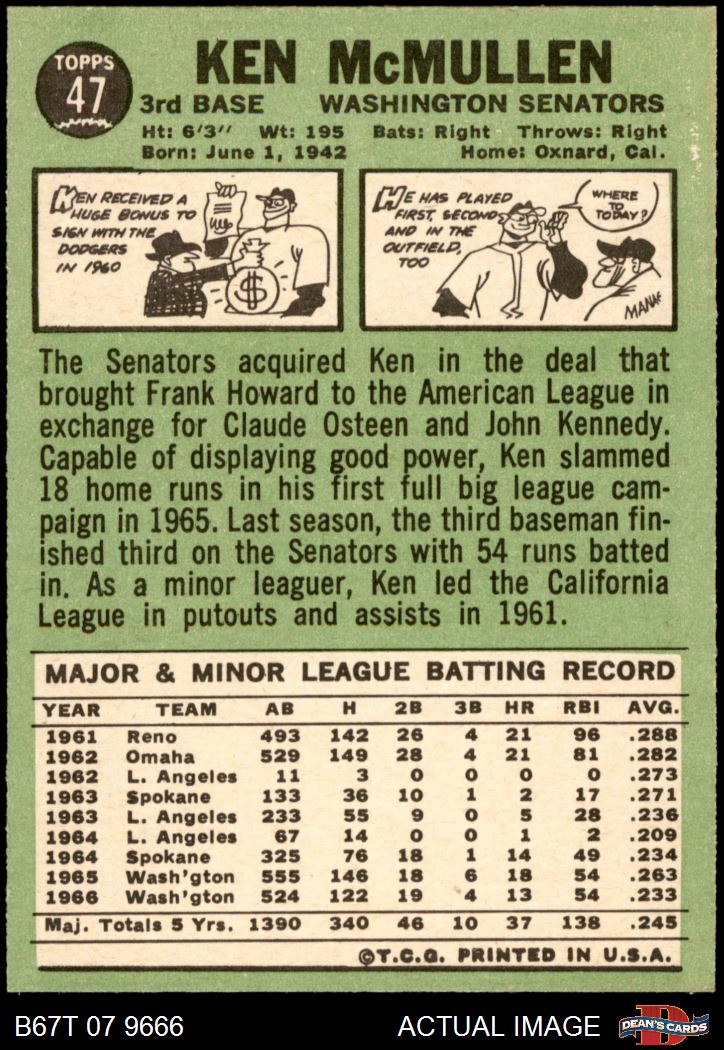 TOPPS
47
KEN McMULLEN
3rd BASE WASHINGTON SENATORS
Ht: 6'3" Wt: 195 Bats: Right Throws: Right
Born: June 1, 1942 Home: Oxnard, Cal.
KEN RECEIVED A
HUGE BONUS TO
SIGN WITH THE
DODGERS
IN 1960
$
HE HAS PLAYED
FIRST, SECOND
AND IN THE
OUTFIELD,
TOO
WHERE
TO
TODAY?
The Senators acquired Ken in the deal that
brought Frank Howard to the American League in
exchange for Claude Osteen and John Kennedy.
Capable of displaying good power, Ken slammed
18 home runs in his first full big league cam-
paign in 1965. Last season, the third baseman fin-
ished third on the Senators with 54 runs batted
in. As a minor leaguer, Ken led the California
League in putouts and assists in 1961.
MAJOR & MINOR LEAGUE BATTING RECORD
YEAR TEAM AB H 2B 3B HR RBI AVG.
1961 Reno 493 142 26 4 21 96 .288
1962 Omaha 529 149 28 4 21 81 .282
1962 L. Angeles 11 3 0 0 0 0 .273
1963 Spokane 133 36 10 1 2 17 .271
1963 L. Angeles 233 55 9 0 5 28 .236
1964 L. Angeles 67 14 0 0 1 2 .209
1964 Spokane 325 76 18 1 14 49 .234
1965 Wash'gton 555 146 18 6 18 54 .263
1966 Wash'gton 524 122 19 4 13 54 .233
Maj. Totals 5 Yrs. 1390 340 46 10 37 138 .245
©T.C.G. PRINTED IN U.S.A.
B67T 07 9666 ACTUAL IMAGE
D
DEAN'S CARDS